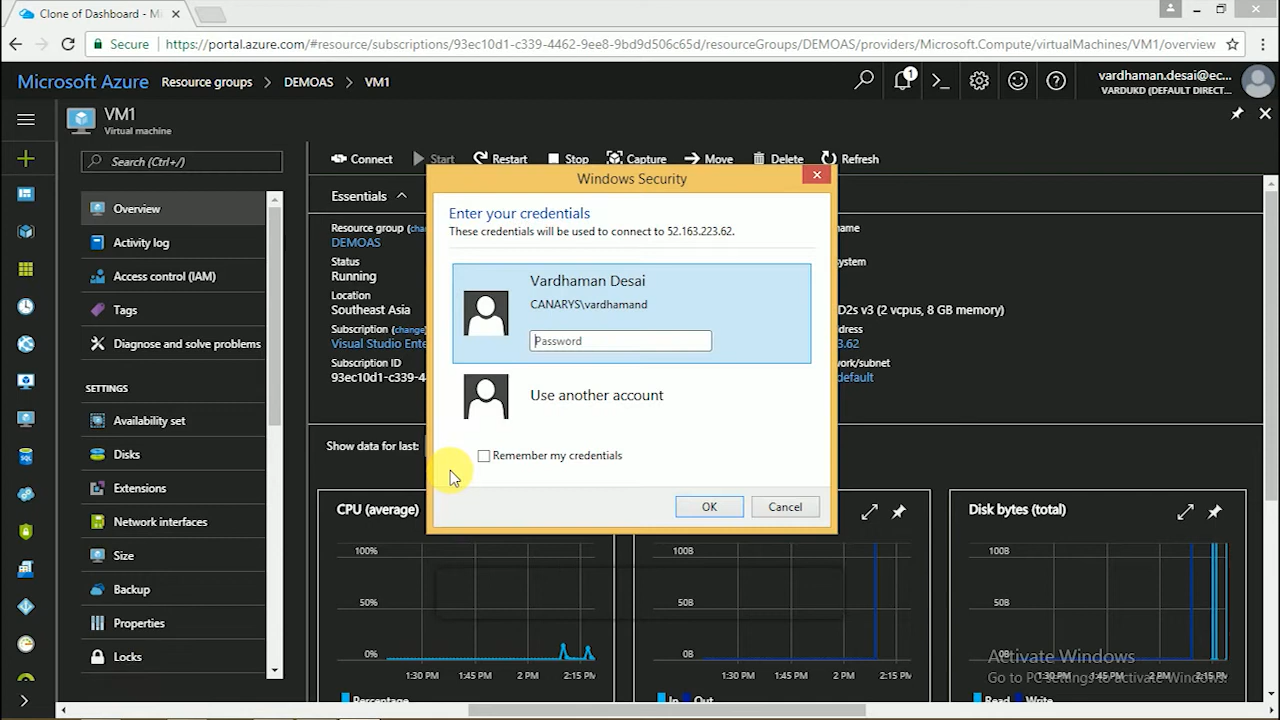 Clone of Dashboard - Mi
Secure
https://portal.azure.com/#resource/subscriptions/93ec10d1-c339-4462-9ee8-9bd9d506c65d/resourceGroups/DEMOAS/providers/Microsoft.Compute/virtualMachines/VM1/overview
Microsoft Azure Resource groups > DEMOAS > VM1
1
vardhaman.desai@ec...
VARDUKD (DEFAULT DIRECT...
VM1
Virtual machine
Search (Ctrl+/)
Connect Start Restart Stop Capture Move Delete Refresh
Overview
Activity log
Access control (IAM)
Tags
Diagnose and solve problems
SETTINGS
Availability set
Disks
Extensions
Network interfaces
Size
Backup
Properties
Locks
Essentials
Resource group (
DEMOAS
Status
Running
Location
Southeast Asia
Subscription (change)
Visual Studio Ente
Subscription ID
93ec10d1-c339-4
name
D2s v3 (2 vcpus, 8 GB memory)
3.62
/subnet
default
Windows Security
Enter your credentials
These credentials will be used to connect to 52.163.223.62.
Vardhaman Desai
CANARYS\vardhamand
Password
Use another account
Remember my credentials
OK Cancel
Show data for last:
CPU (average)
100%
50%
0%
1:30 PM 1:45 PM 2 PM 2:15 PM
Percentage
100B
50B
0B
1:30 PM 1:45 PM 2 PM 2:15 PM
In Out
Disk bytes (total)
100B
50B
0B
1:30 PM 1:45 PM 2 PM 2:15 PM
Read Write
Activate Windows
Go to PC settings to activate Windows.